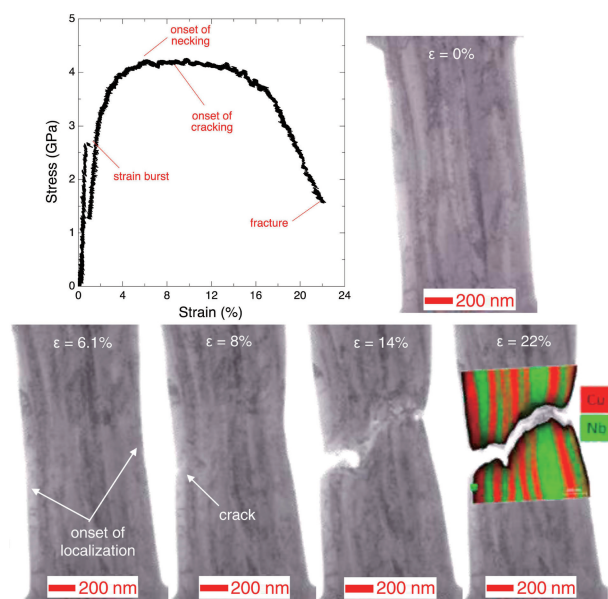 5
4
3
2
1
0
Stress (GPa)
onset of
necking
onset of
cracking
strain burst
fracture
0
4
8
12
16
20
24
Strain (%)
ε = 0%
200 nm
ε = 6.1%
onset of
localization
200 nm
ε = 8%
crack
200 nm
ε = 14%
200 nm
ε = 22%
Cu
Nb
200 nm